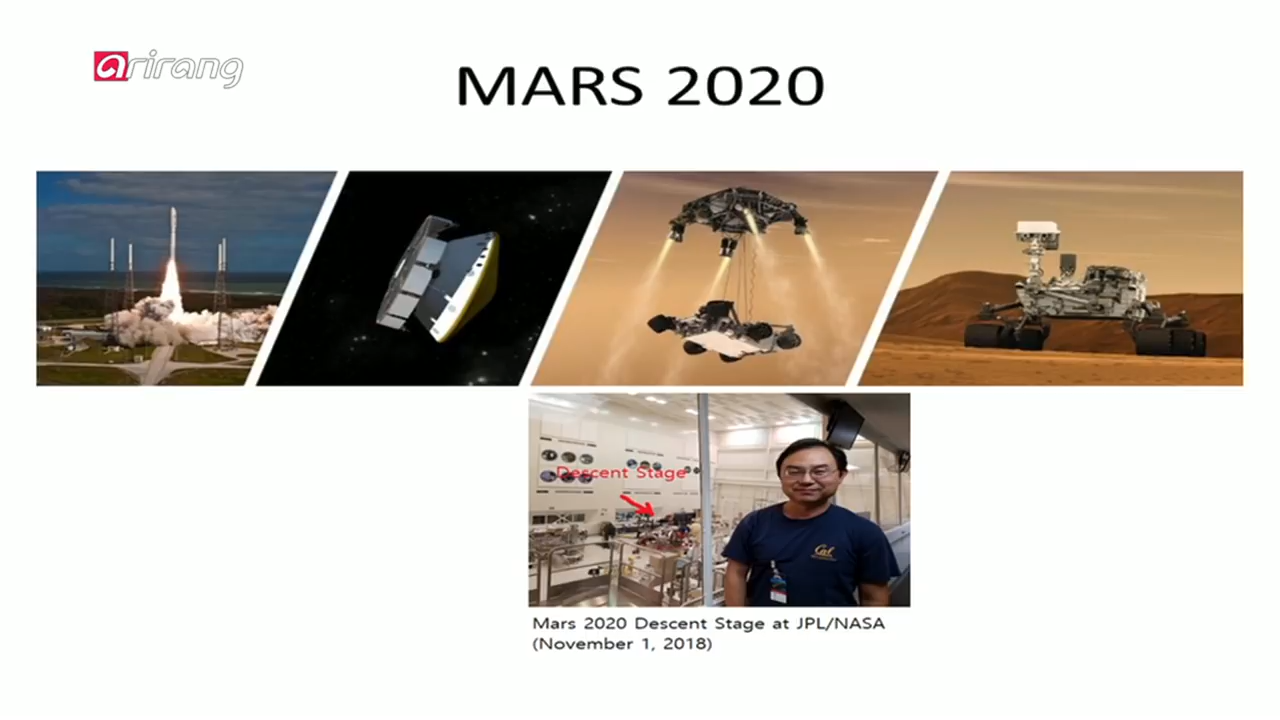 arirang
MARS 2020
Descent Stage
Cal
Mars 2020 Descent Stage at JPL/NASA
(November 1, 2018)